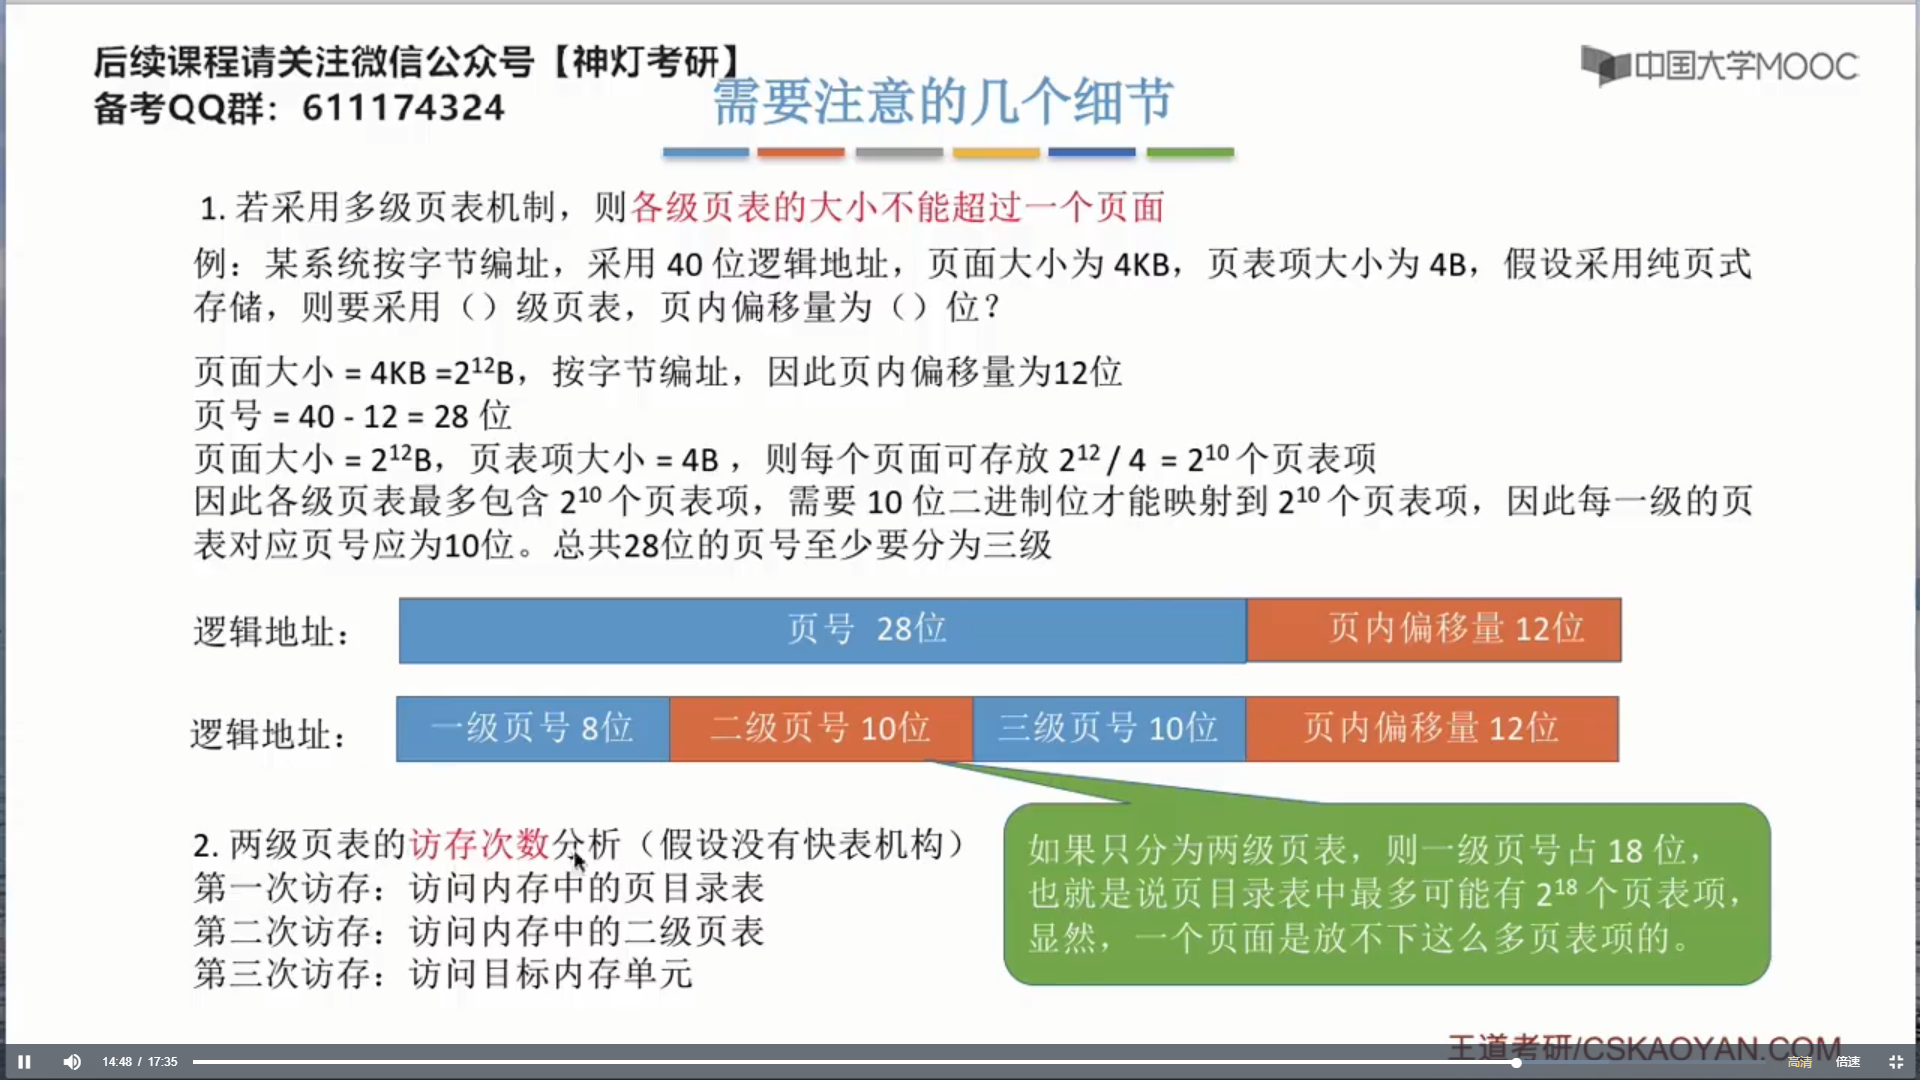 后续课程请关注微信公众号【神灯考研】
备考QQ群：611174324
中国大学MOOC
需要注意的几个细节
1. 若采用多级页表机制，则各级页表的大小不能超过一个页面
例：某系统按字节编址，采用 40 位逻辑地址，页面大小为 4KB，页表项大小为 4B，假设采用纯页式
存储，则要采用（）级页表，页内偏移量为（）位？
页面大小 = 4KB =2¹²B，按字节编址，因此页内偏移量为12位
页号 = 40 - 12 = 28 位
页面大小 = 2¹²B，页表项大小 = 4B ，则每个页面可存放 2¹² / 4 = 2¹⁰ 个页表项
因此各级页表最多包含 2¹⁰ 个页表项，需要 10 位二进制位才能映射到 2¹⁰ 个页表项，因此每一级的页
表对应页号应为10位。总共28位的页号至少要分为三级
逻辑地址：
页号 28位
页内偏移量 12位
逻辑地址：
一级页号 8位
二级页号 10位
三级页号 10位
页内偏移量 12位
2. 两级页表的访存次数分析（假设没有快表机构）
第一次访存：访问内存中的页目录表
第二次访存：访问内存中的二级页表
第三次访存：访问目标内存单元
如果只分为两级页表，则一级页号占 18 位，
也就是说页目录表中最多可能有 2¹⁸ 个页表项，
显然，一个页面是放不下这么多页表项的。
王道考研/CSKAOYAN.COM
14:48 / 17:35
高清
倍速